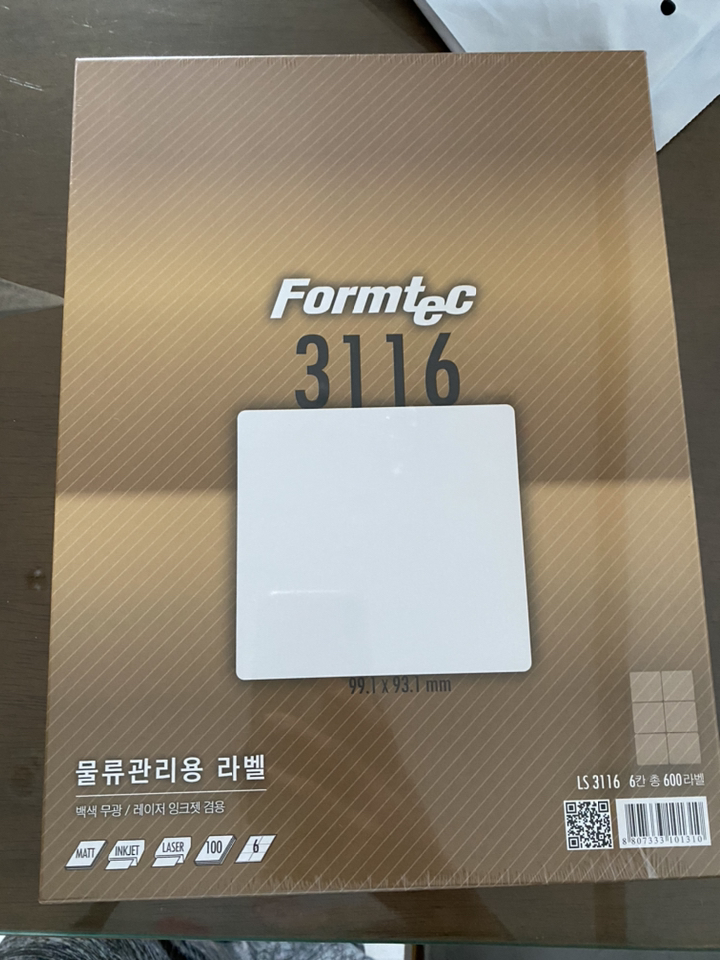 Formtec
3116
99.1 x 93.1 mm
물류관리용 라벨
백색 무광 / 레이저 잉크젯 겸용
MATT INKJET LASER 100 6
LS 3116 6칸 총 600라벨
8 807333 101310